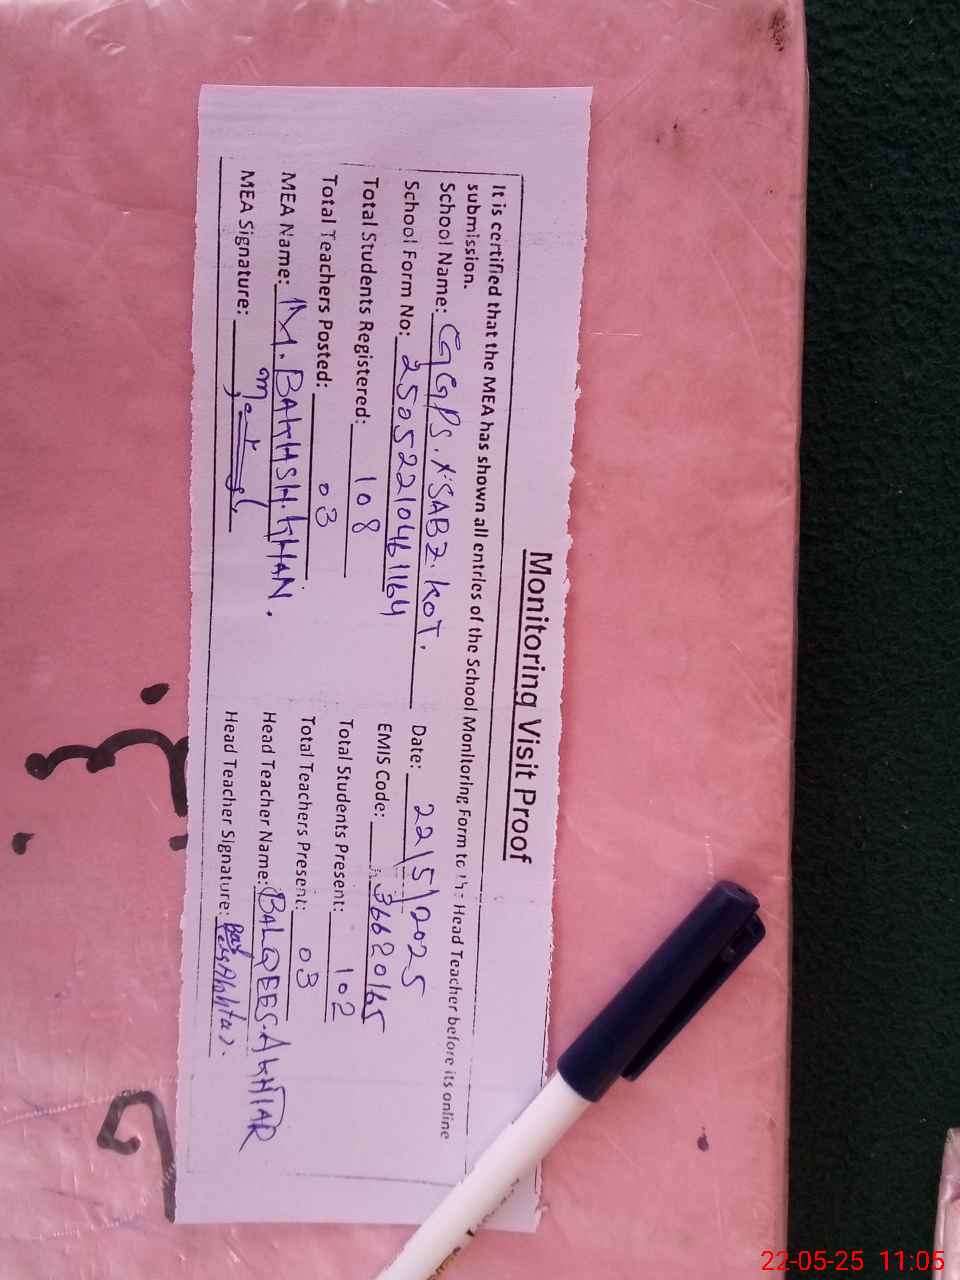 Monitoring Visit Proof
It is certified that the MEA has shown all entries of the School Monitoring Form to the Head Teacher before its online
submission.
School Name: GGPS. KSABZ. KOT. Date: 22/5/2025
School Form No: 25052210461164 EMIS Code: 36620165
Total Students Registered: 108 Total Students Present: 102
Total Teachers Posted: 03 Total Teachers Present: 03
MEA Name: M. BAKHSH. KHAN. Head Teacher Name: BALQEES. AKHTAR
MEA Signature: Head Teacher Signature:
22-05-25 11:05